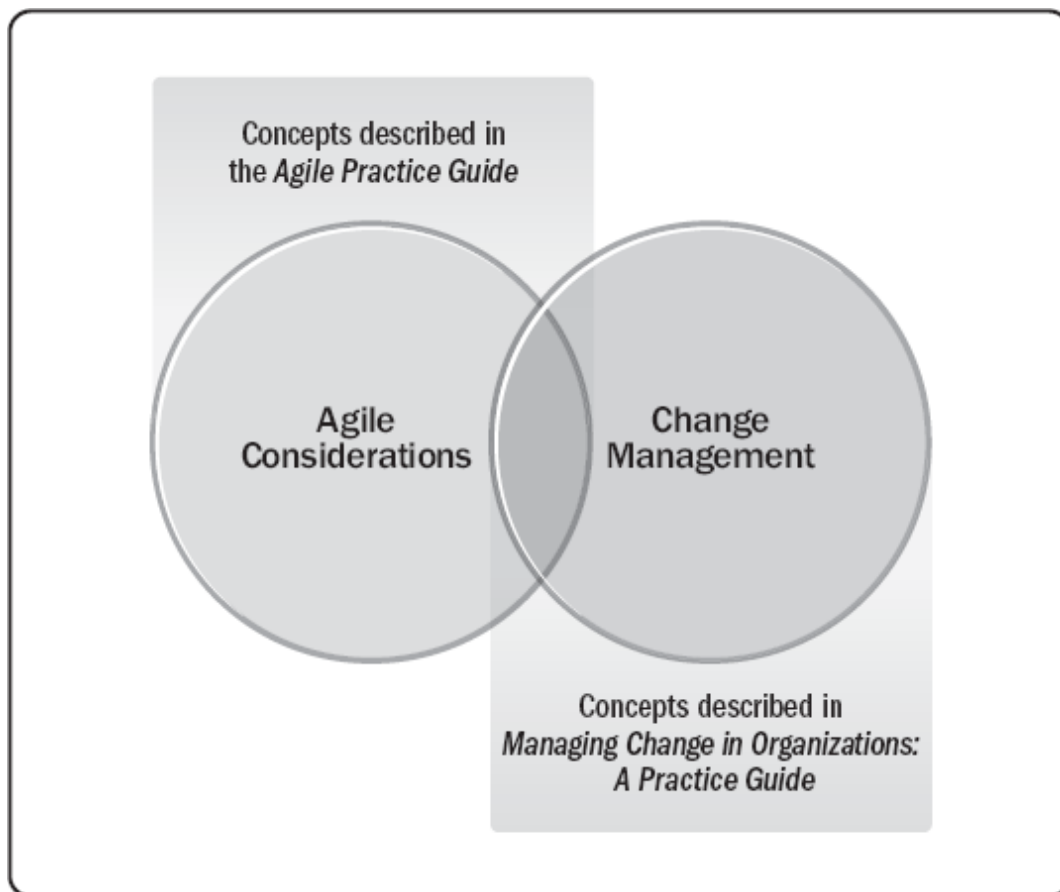 Concepts described in
the Agile Practice Guide
Agile
Considerations
Change
Management
Concepts described in
Managing Change in Organizations:
A Practice Guide